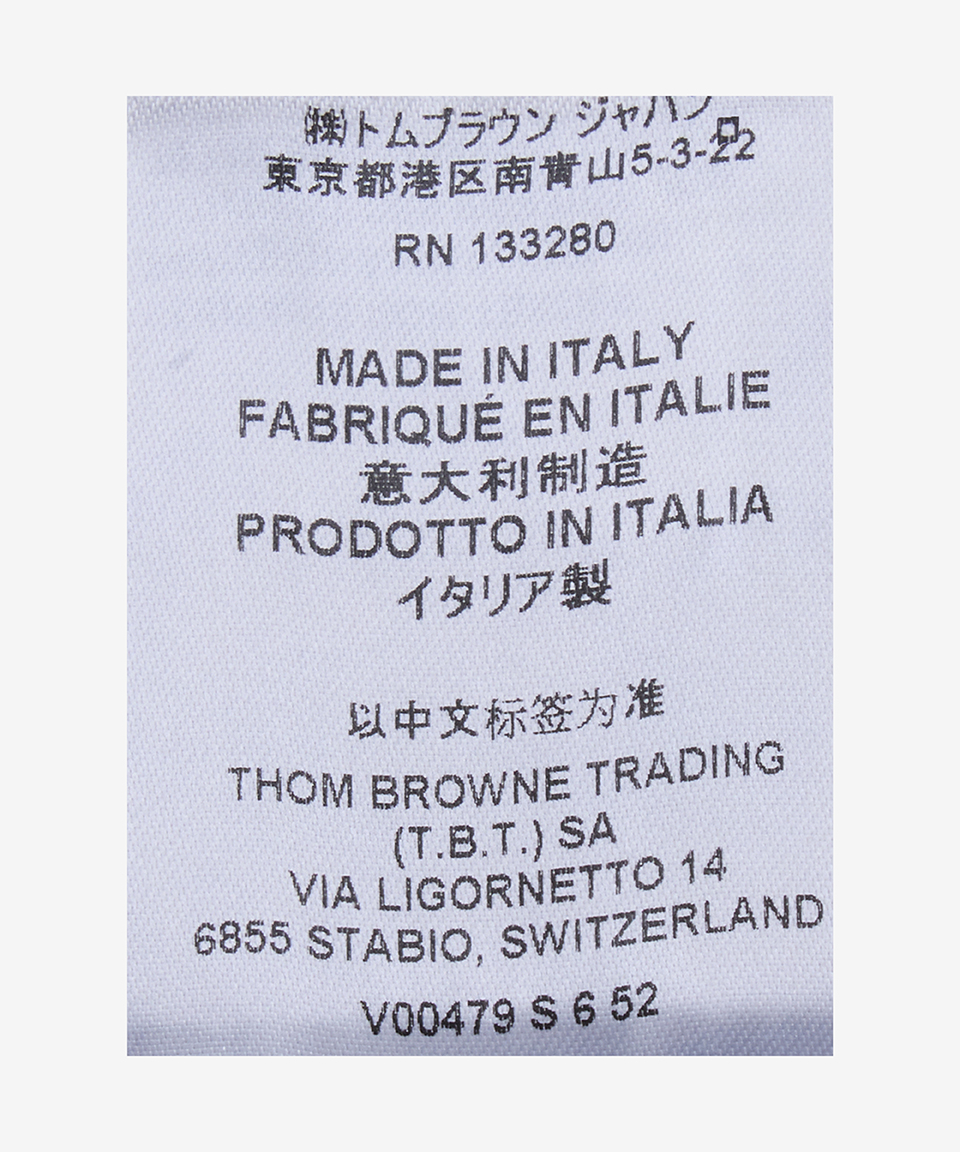 ㈱トムブラウン ジャパン
東京都港区南青山5-3-22
RN 133280
MADE IN ITALY
FABRIQUÉ EN ITALIE
意大利制造
PRODOTTO IN ITALIA
イタリア製
以中文标签为准
THOM BROWNE TRADING
(T.B.T.) SA
VIA LIGORNETTO 14
6855 STABIO, SWITZERLAND
V00479 S 6 52